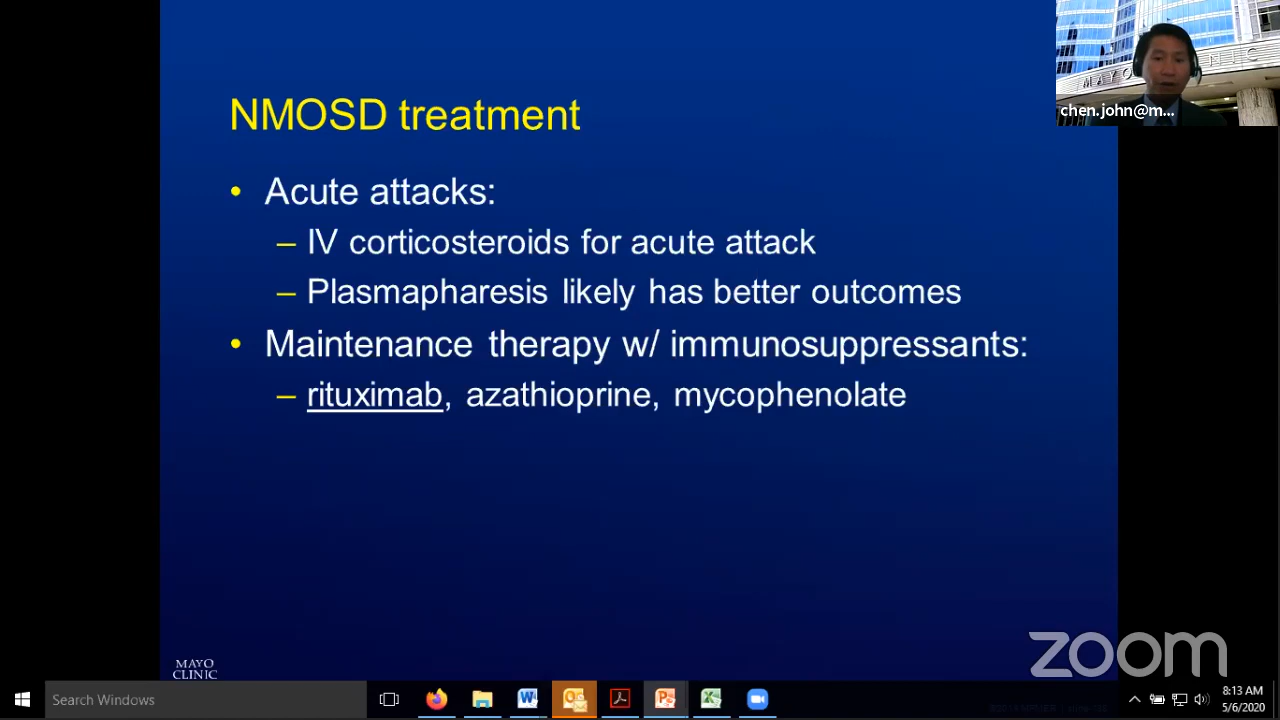 NMOSD treatment
• Acute attacks:
– IV corticosteroids for acute attack
– Plasmapharesis likely has better outcomes
• Maintenance therapy w/ immunosuppressants:
– rituximab, azathioprine, mycophenolate
MAYO
CLINIC
chen.john@m...
zoom
Search Windows
8:13 AM
5/6/2020